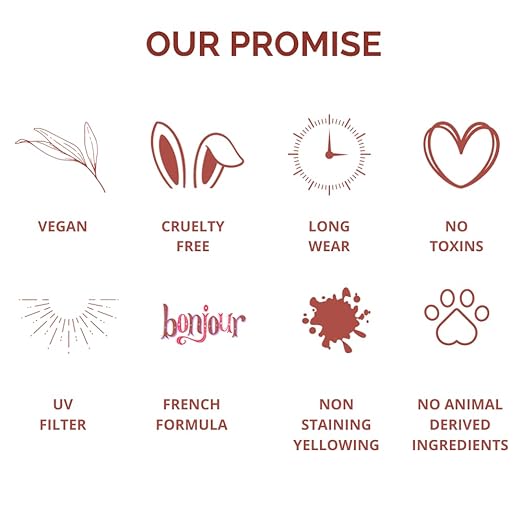 OUR PROMISE
VEGAN
CRUELTY
FREE
LONG
WEAR
NO
TOXINS
bonjour
UV
FILTER
FRENCH
FORMULA
NON
STAINING
YELLOWING
NO ANIMAL
DERIVED
INGREDIENTS